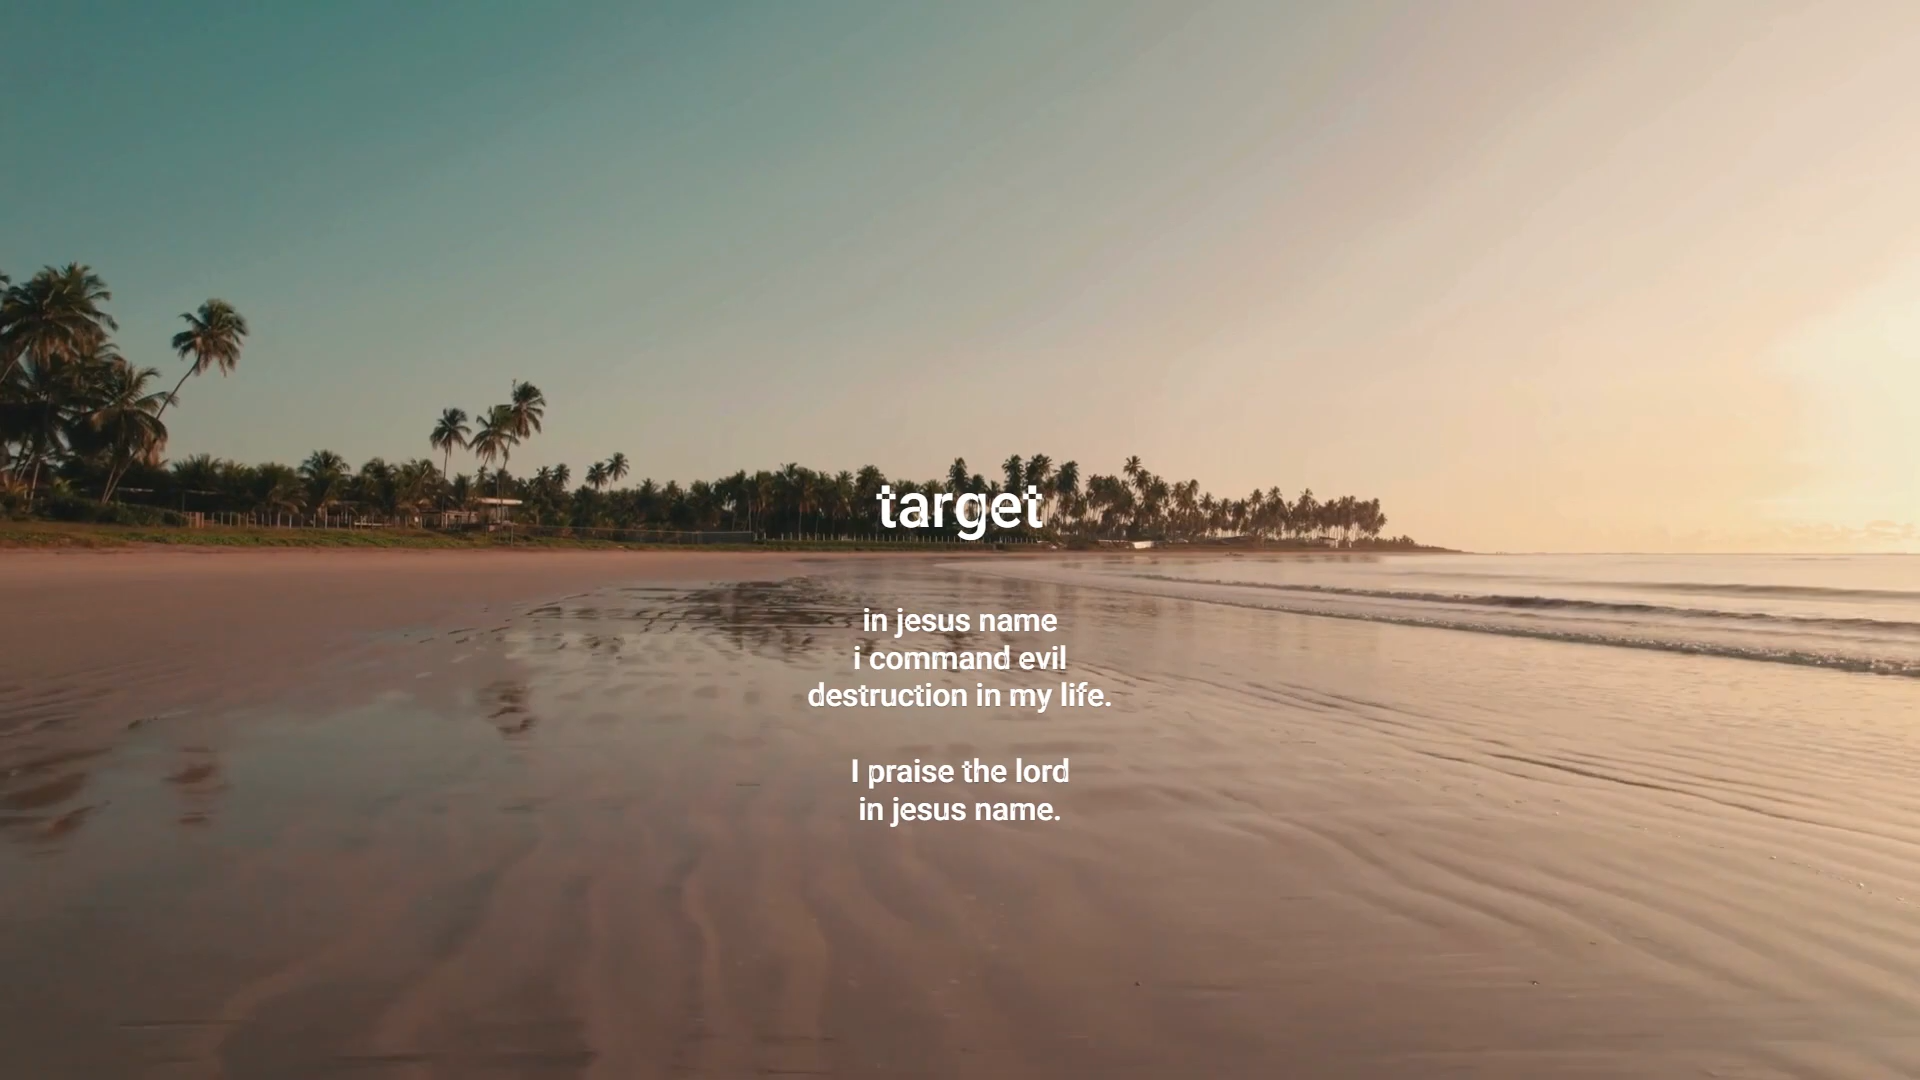 target
in jesus name
i command evil
destruction in my life.
I praise the lord
in jesus name.